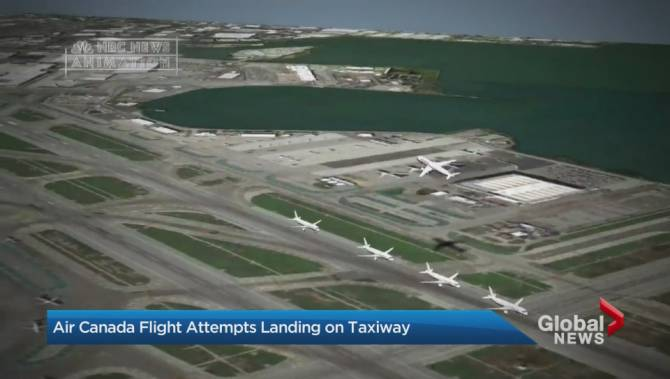 NBC NEWS
ANIMATION
Air Canada Flight Attempts Landing on Taxiway
Global
NEWS